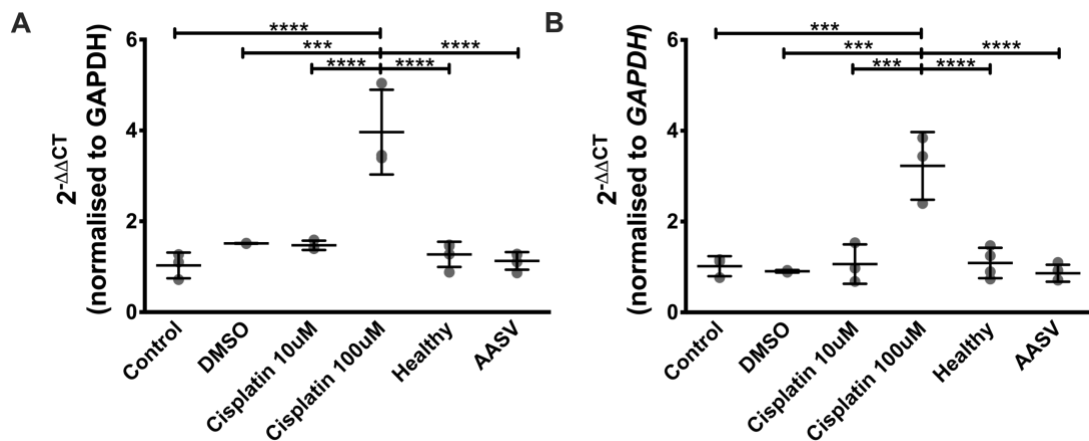 A
****
***
****
****
****
6
4
2
0
2-ΔΔCT
(normalised to GAPDH)
Control
DMSO
Cisplatin 10uM
Cisplatin 100uM
Healthy
AASV
B
***
***
****
***
****
6
4
2
0
2-ΔΔCT
(normalised to GAPDH)
Control
DMSO
Cisplatin 10uM
Cisplatin 100uM
Healthy
AASV